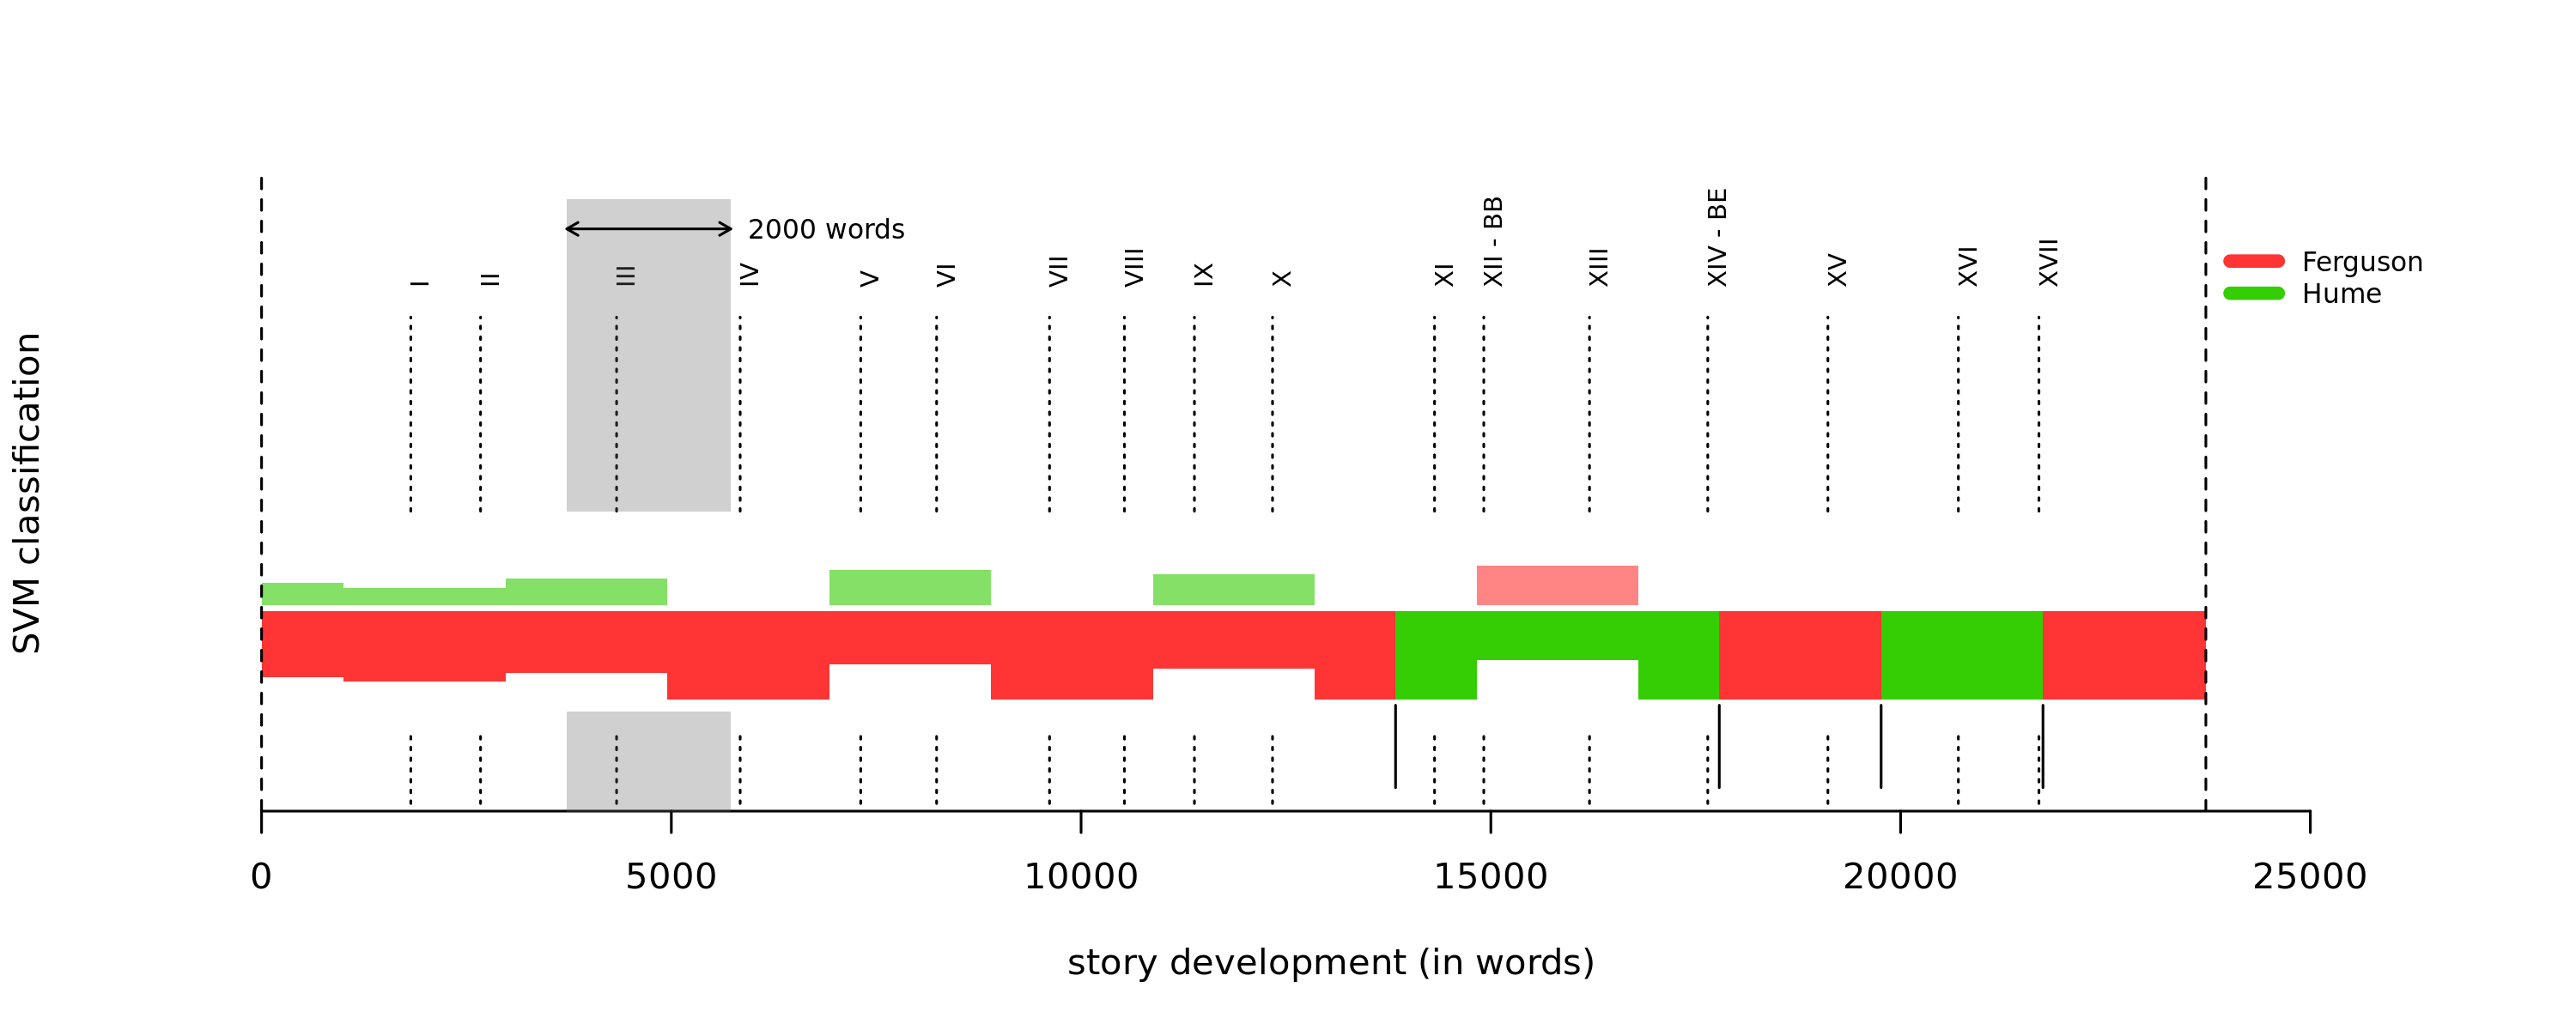 2000 words
I
II
III
IV
V
VI
VII
VIII
IX
X
XI
XII - BB
XIII
XIV - BE
XV
XVI
XVII
Ferguson
Hume
SVM classification
0
5000
10000
15000
20000
25000
story development (in words)